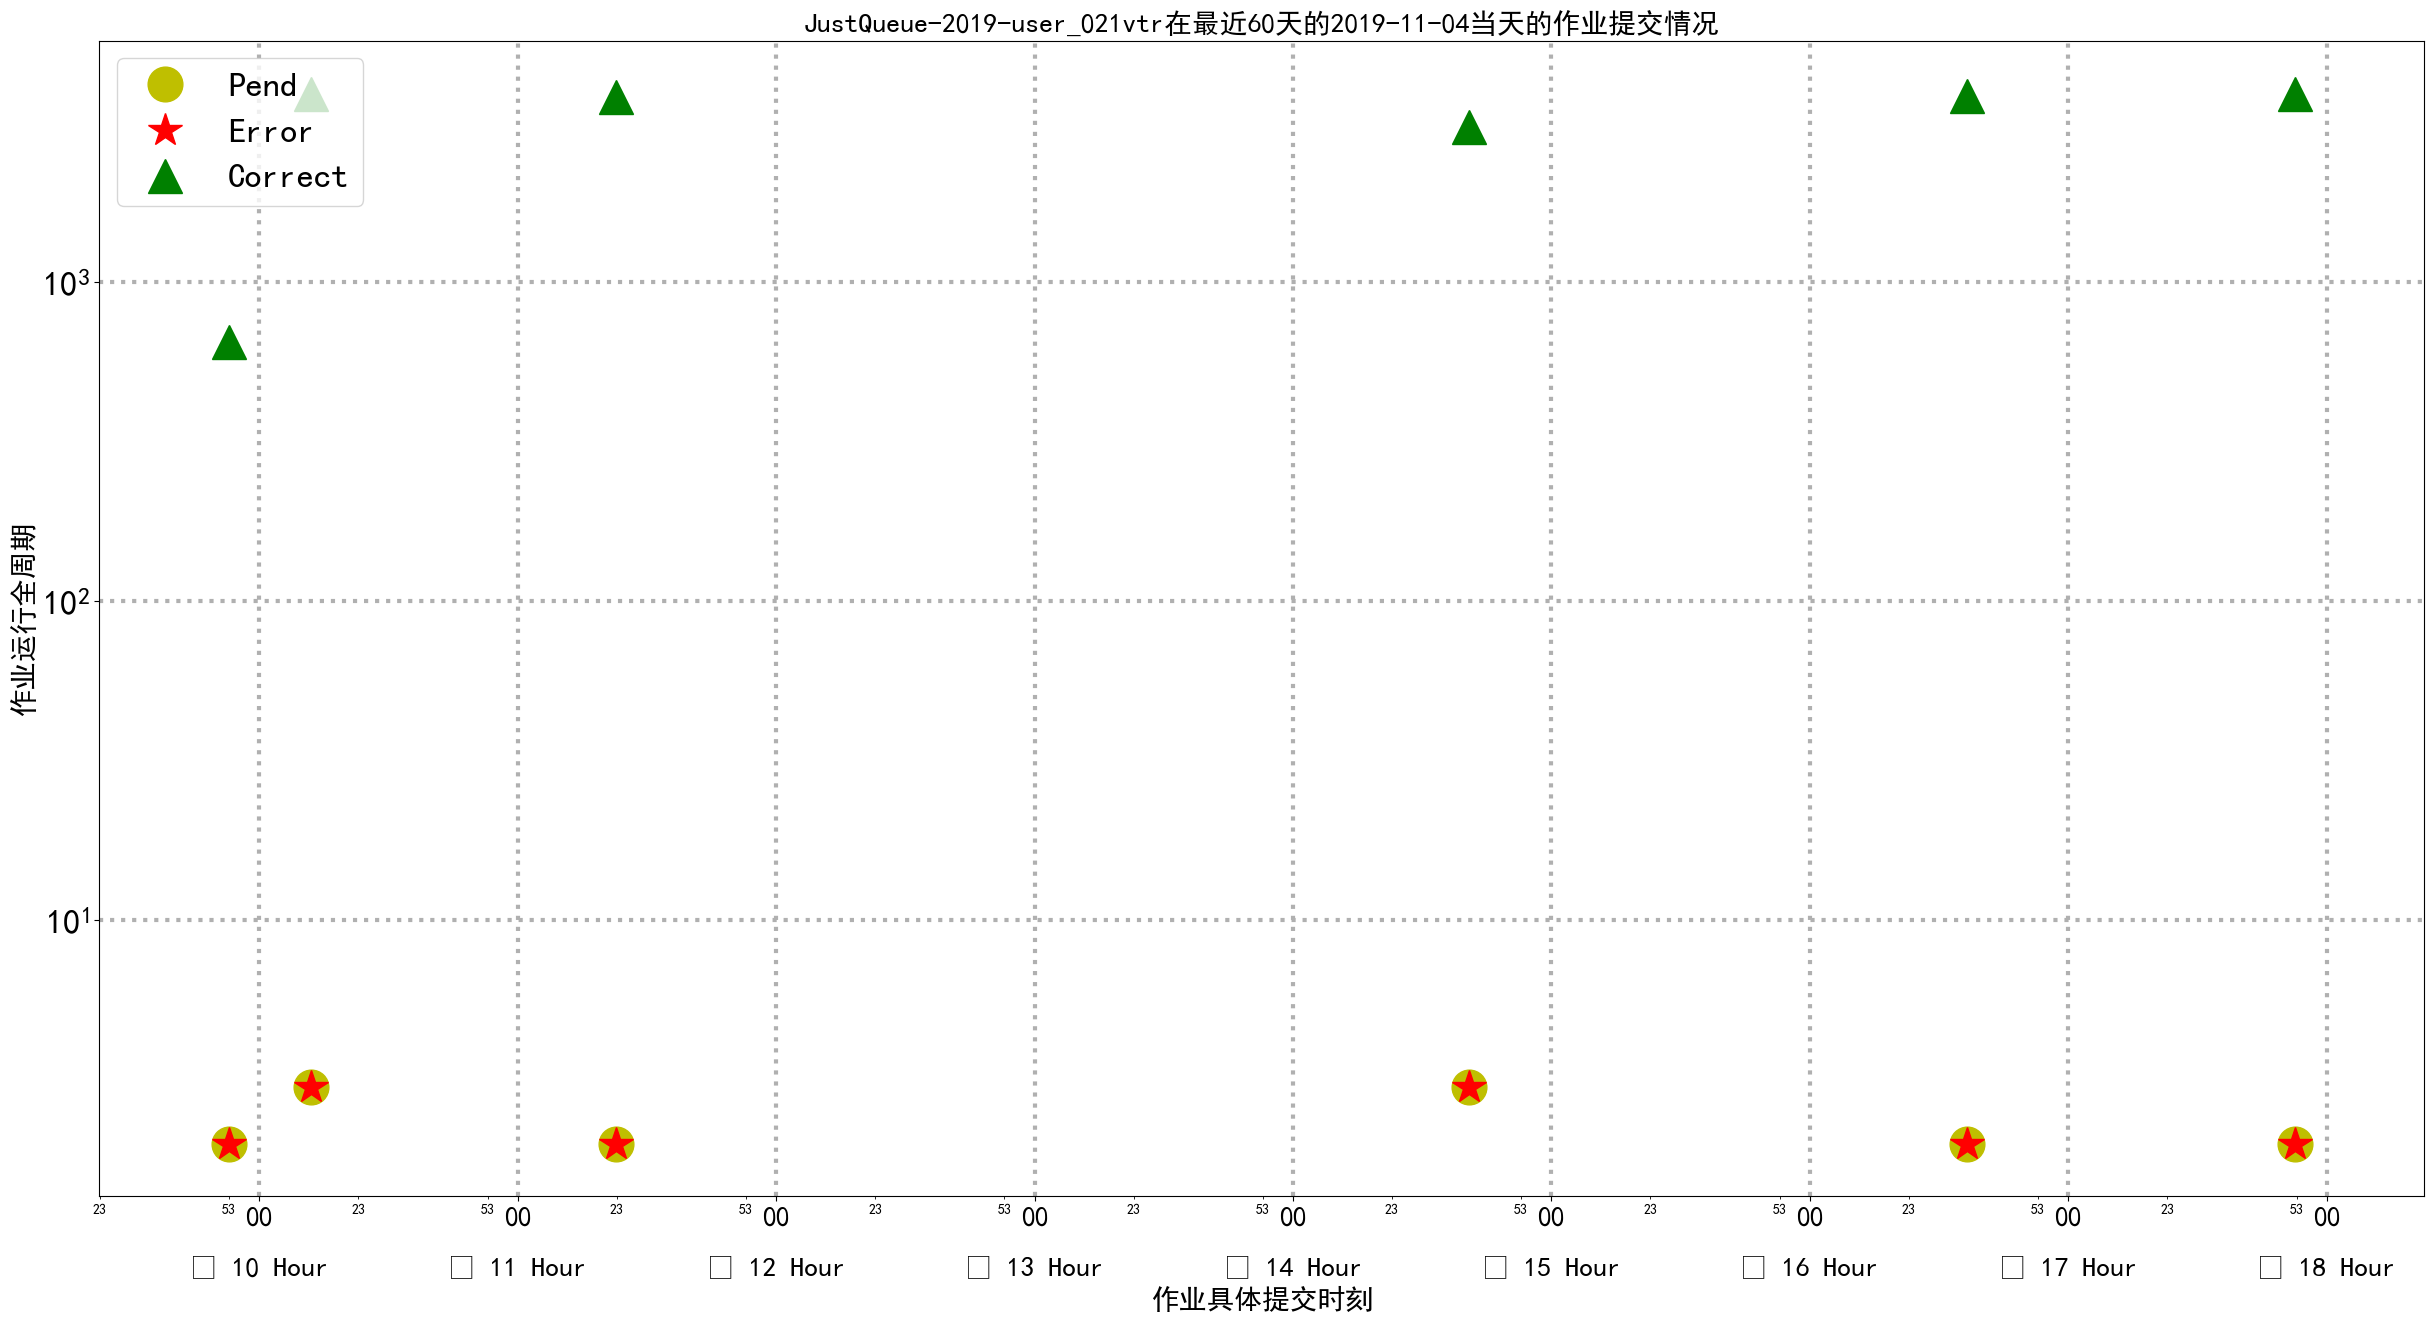 JustQueue-2019-user_021vtr在最近60天的2019-11-04当天的作业提交情况
Pend
Error
Correct
10³
10²
10¹
作业运行全周期
23 53 00 23 53 00 23 53 00 23 53 00 23 53 00 23 53 00 23 53 00 23 53 00 23 53 00
□ 10 Hour □ 11 Hour □ 12 Hour □ 13 Hour □ 14 Hour □ 15 Hour □ 16 Hour □ 17 Hour □ 18 Hour
作业具体提交时刻